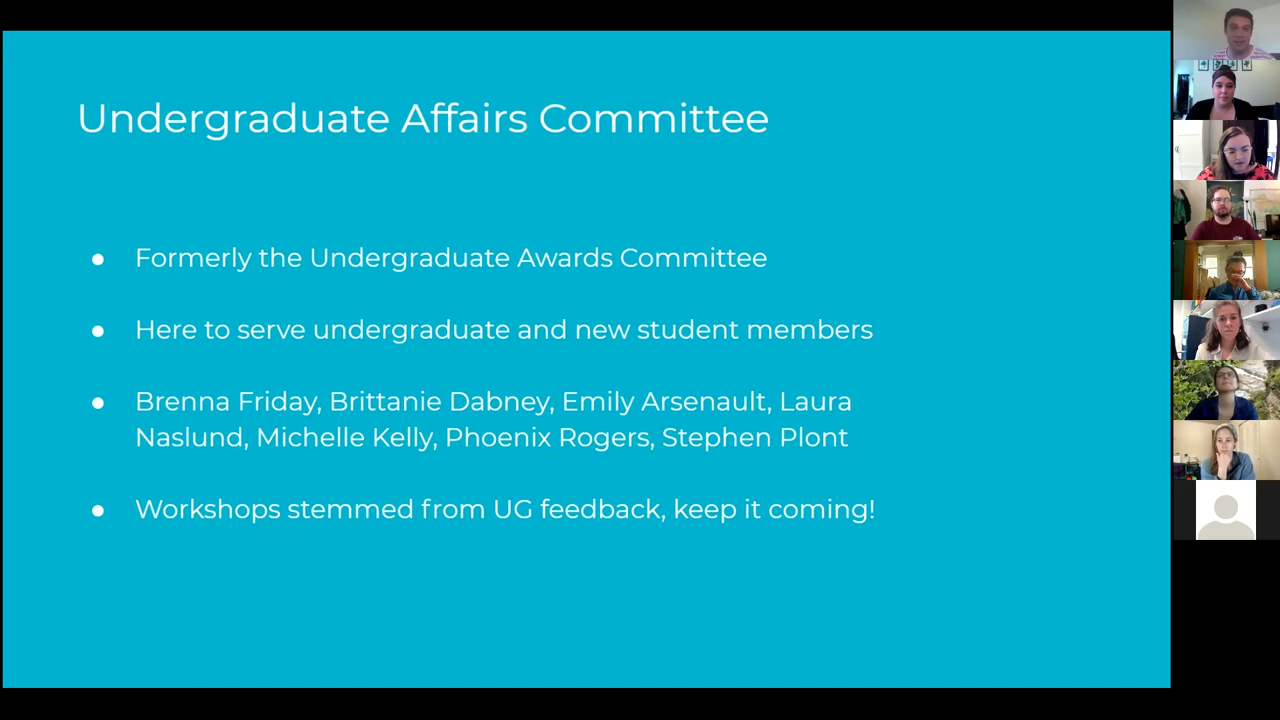 Undergraduate Affairs Committee
● Formerly the Undergraduate Awards Committee
● Here to serve undergraduate and new student members
● Brenna Friday, Brittanie Dabney, Emily Arsenault, Laura
Naslund, Michelle Kelly, Phoenix Rogers, Stephen Plont
● Workshops stemmed from UG feedback, keep it coming!